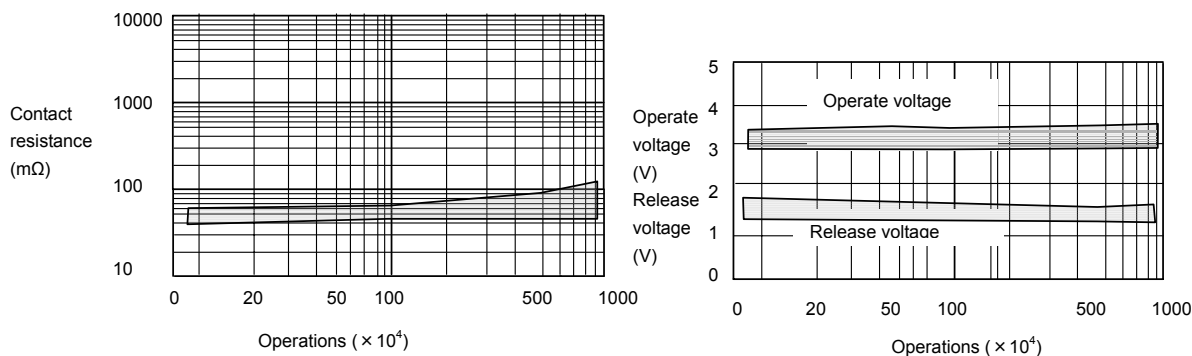 10000
1000
100
10
Contact
resistance
(mΩ)
0 20 50 100 500 1000
Operations ( × 10⁴)
5
4
3
2
1
0
Operate
voltage
(V)
Release
voltage
(V)
Operate voltage
Release voltage
0 20 50 100 500 1000
Operations ( × 10⁴)